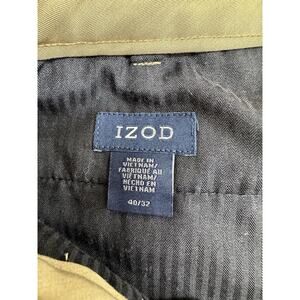 IZOD
MADE IN
VIETNAM/
FABRIQUÉ AU
VIETNAM/
HECHO EN
VIETNAM
40/32